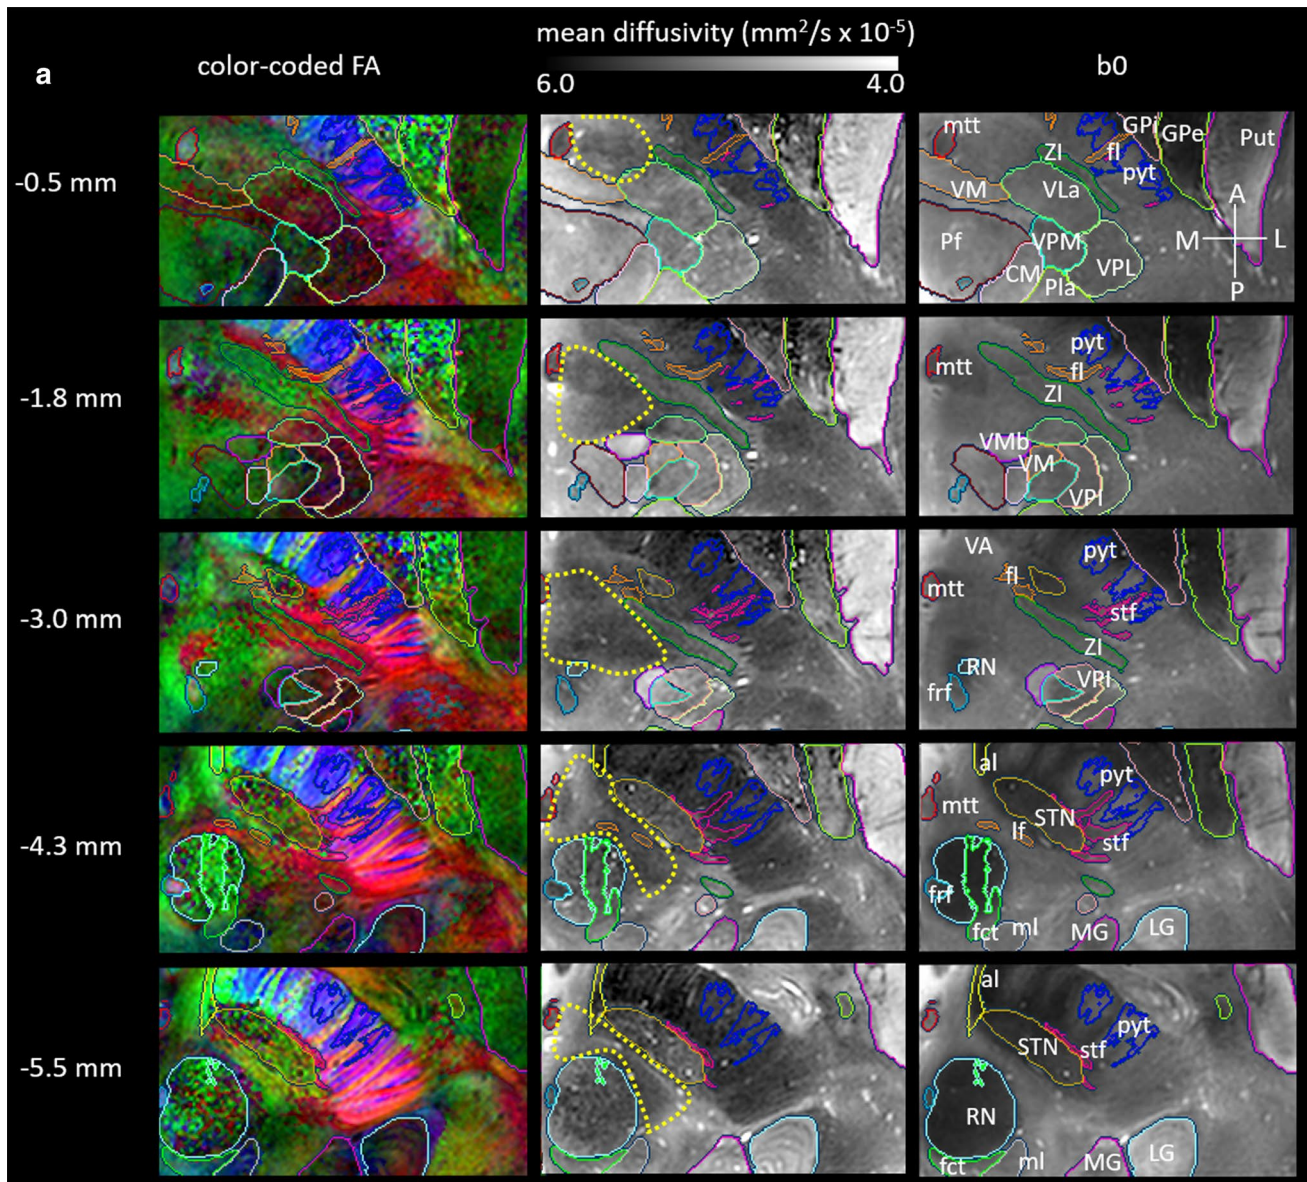 mean diffusivity (mm2/s x 10-5)
a
color-coded FA
b0
6.0
4.0
-0.5 mm
mtt
GPi
GPe
Put
ZI
fl
pyt
VM
VLa
A
Pf
VPM
M
L
CM
VPL
Pla
P
-1.8 mm
pyt
mtt
fl
ZI
VMb
VM
VPI
-3.0 mm
VA
pyt
fl
mtt
stf
ZI
RN
VPI
frf
-4.3 mm
al
pyt
mtt
STN
lf
stf
frf
fct
ml
MG
LG
-5.5 mm
al
pyt
STN
stf
RN
fct
ml
MG
LG